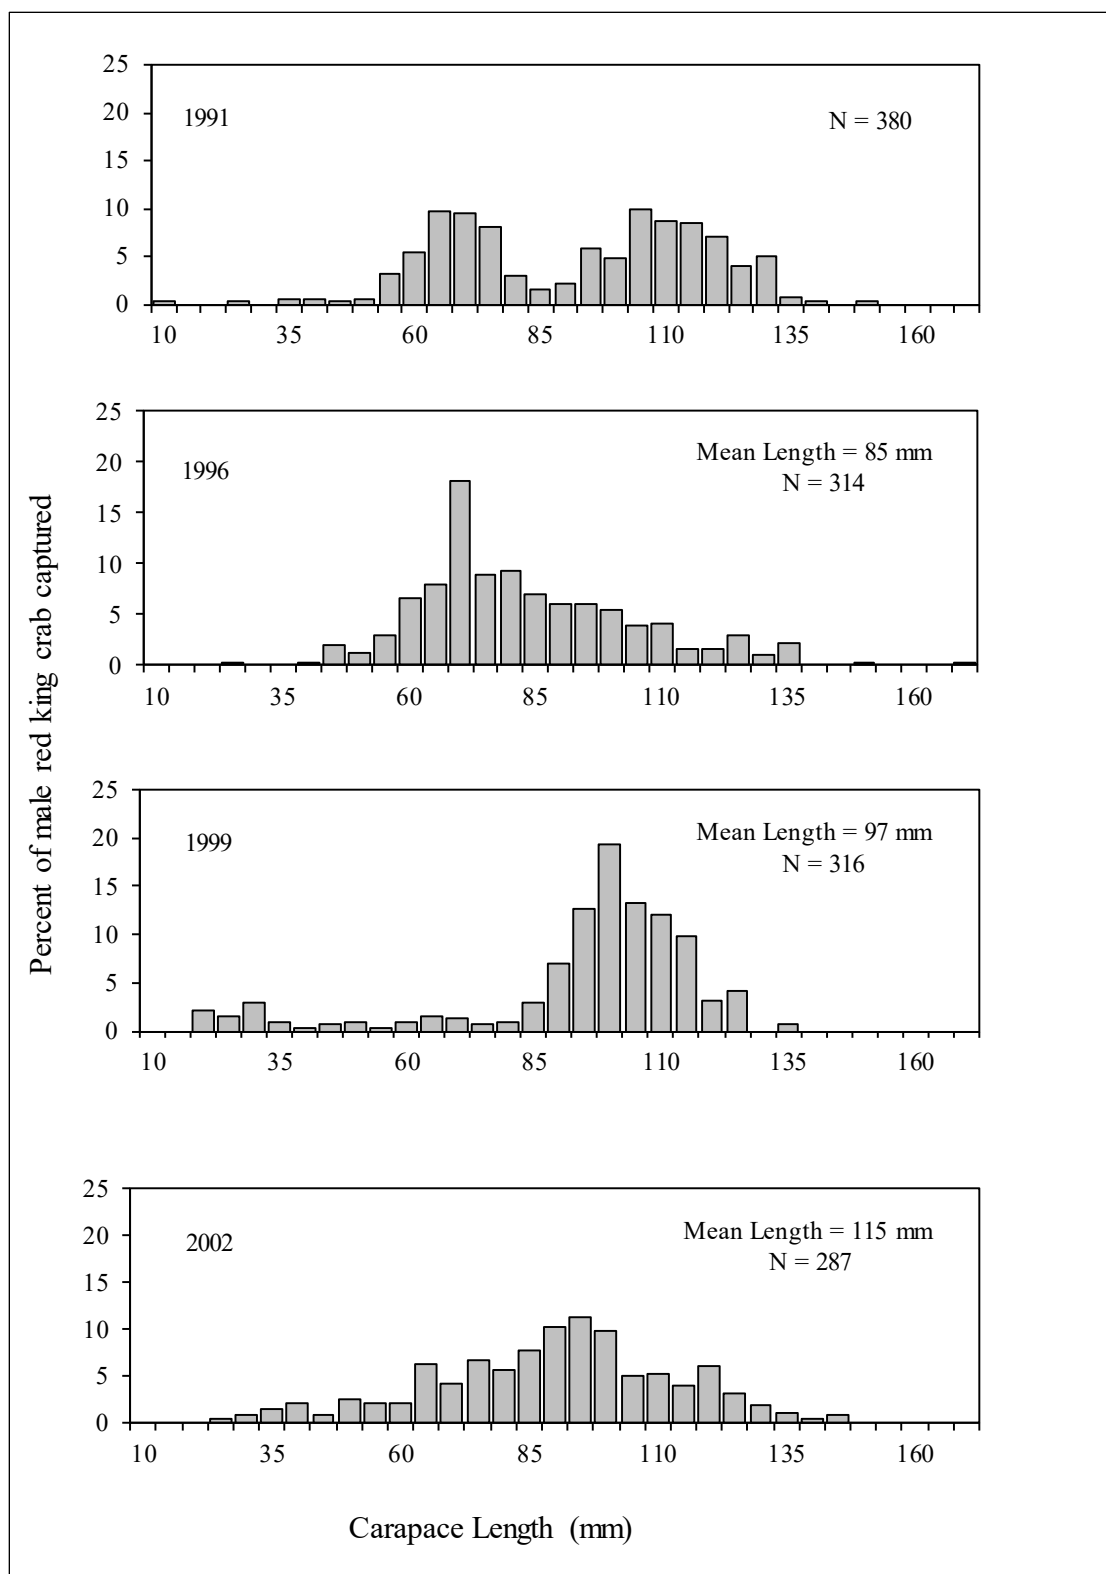 Percent of male red king crab captured
25
20
15
10
5
0
1991
N = 380
10 35 60 85 110 135 160
25
20
15
10
5
0
1996
Mean Length = 85 mm
N = 314
10 35 60 85 110 135 160
25
20
15
10
5
0
1999
Mean Length = 97 mm
N = 316
10 35 60 85 110 135 160
25
20
15
10
5
0
2002
Mean Length = 115 mm
N = 287
10 35 60 85 110 135 160
Carapace Length (mm)